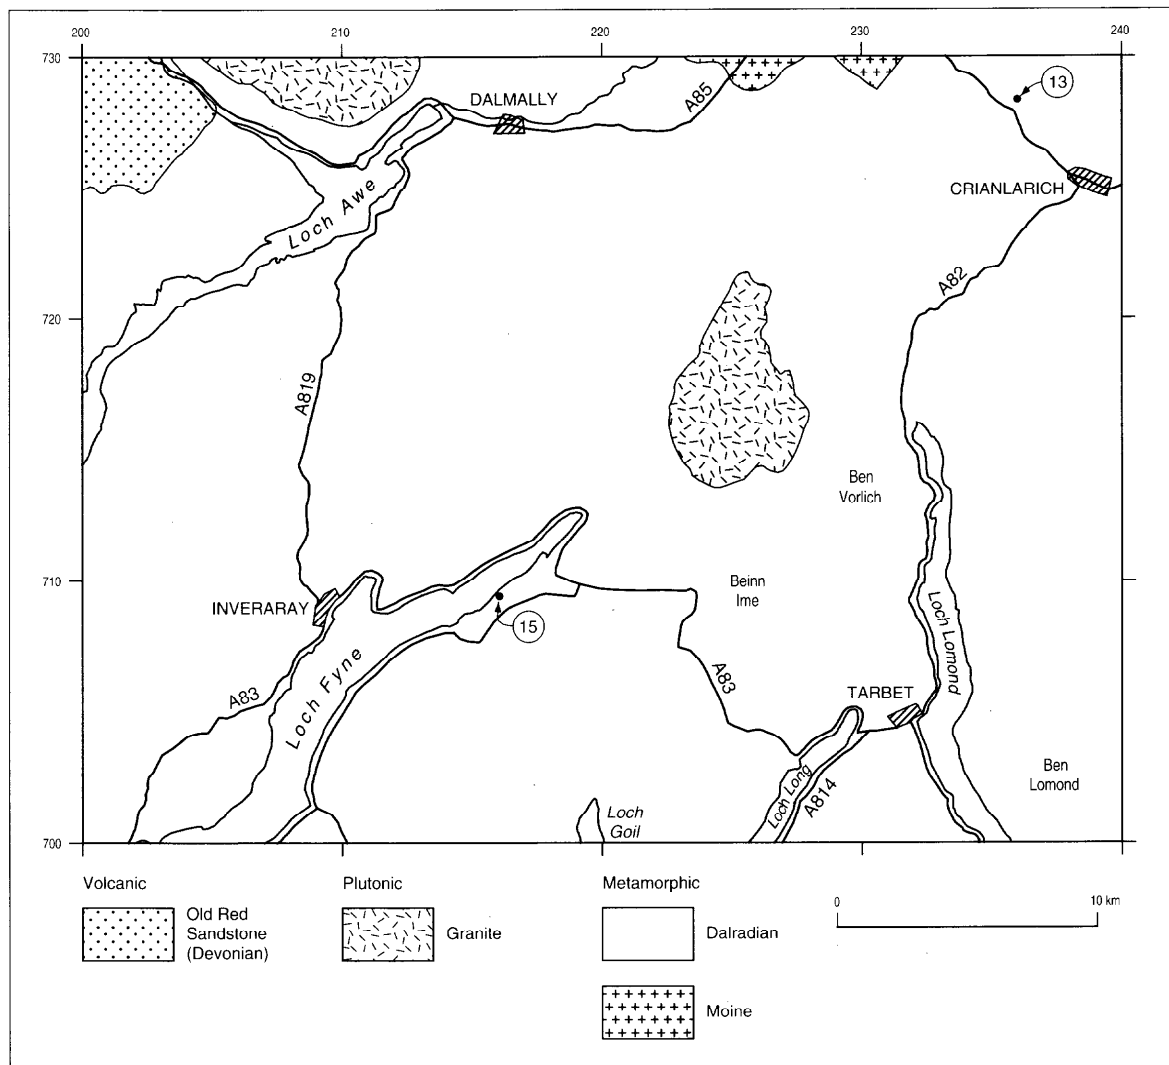 200
210
220
230
240
730
13
DALMALLY
A85
CRIANLARICH
Loch Awe
A82
720
A819
Ben
Vorlich
710
Beinn
Ime
INVERARAY
15
Loch Lomond
Loch Fyne
A83
A83
TARBET
Ben
Lomond
Loch Long
A814
Loch
Goil
700
Volcanic
Old Red
Sandstone
(Devonian)
Plutonic
Granite
Metamorphic
Dalradian
Moine
0
10 km